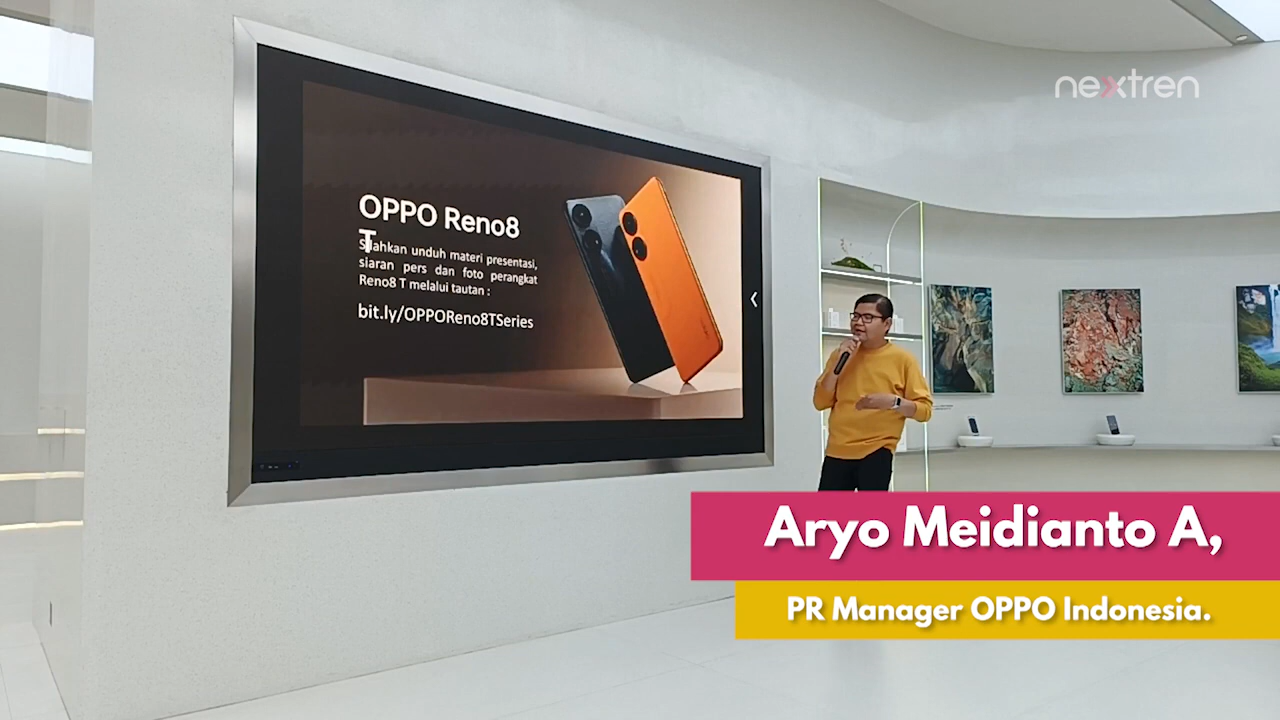 nextren
OPPO Reno8
T
Silahkan unduh materi presentasi,
siaran pers dan foto perangkat
Reno8 T melalui tautan :
bit.ly/OPPOReno8TSeries
Aryo Meidianto A,
PR Manager OPPO Indonesia.